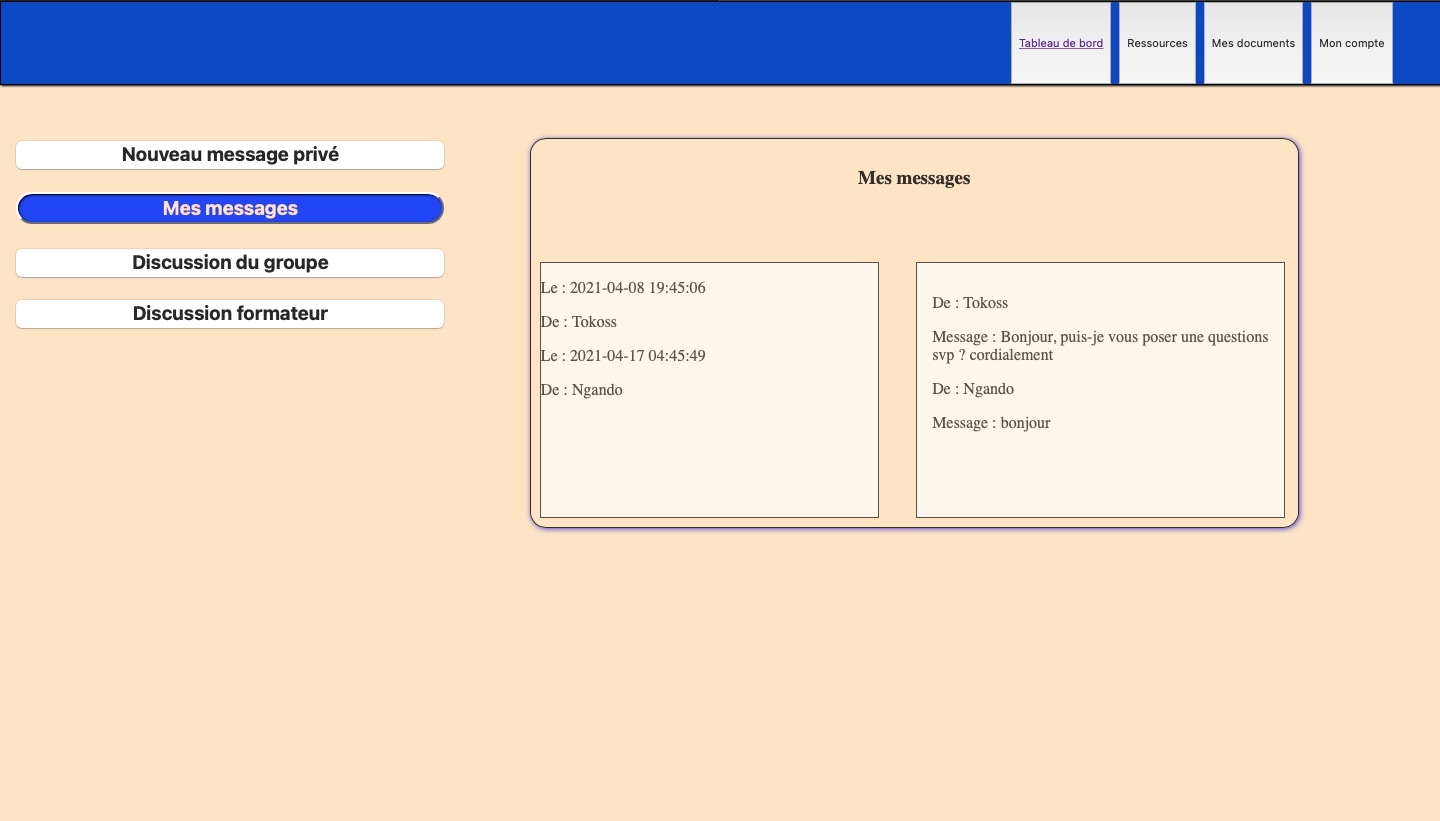 Tableau de bord
Ressources
Mes documents
Mon compte
Nouveau message privé
Mes messages
Discussion du groupe
Discussion formateur
Mes messages
Le : 2021-04-08 19:45:06
De : Tokoss
Le : 2021-04-17 04:45:49
De : Ngando
De : Tokoss
Message : Bonjour, puis-je vous poser une questions
svp ? cordialement
De : Ngando
Message : bonjour